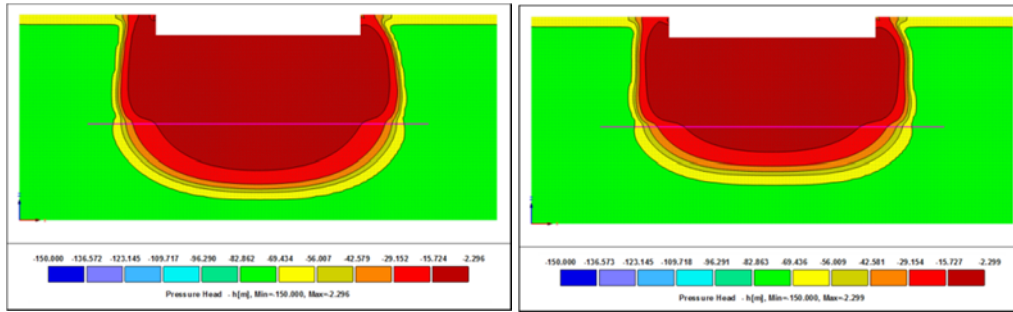 -150.000 -136.572 -123.145 -109.717 -96.290 -82.862 -69.434 -56.007 -42.579 -29.152 -15.724 -2.296
Pressure Head - h[m], Min=-150.000, Max=-2.296
-150.000 -136.573 -123.145 -109.718 -96.291 -82.863 -69.436 -56.009 -42.581 -29.154 -15.727 -2.299
Pressure Head - h[m], Min=-150.000, Max=-2.299